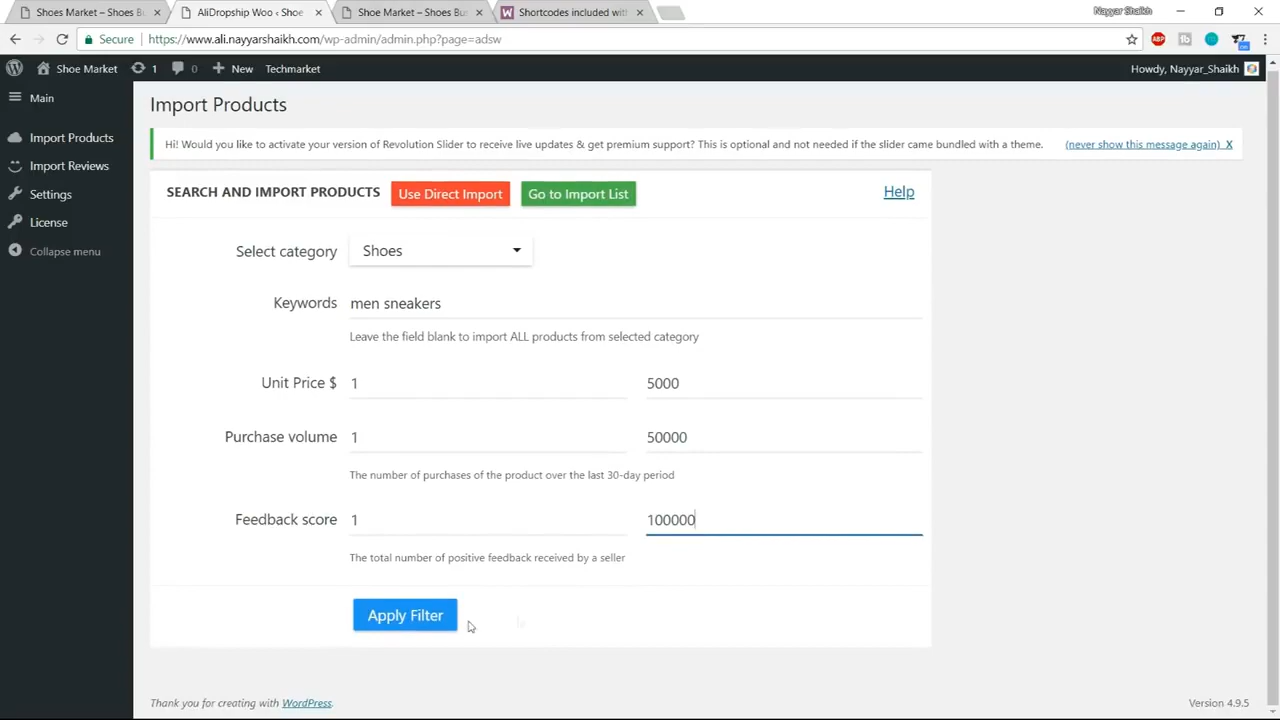 Shoes Market – Shoes Bu
AliDropship Woo ‹ Shoe
Shoe Market – Shoes Bu
Shortcodes included with
Nayyar Shaikh
Secure
https://www.ali.nayyarshaikh.com/wp-admin/admin.php?page=adsw
ABP
on
Shoe Market
1
0
New
Techmarket
Howdy, Nayyar_Shaikh
Main
Import Products
Import Reviews
Settings
License
Collapse menu
Import Products
Hi! Would you like to activate your version of Revolution Slider to receive live updates & get premium support? This is optional and not needed if the slider came bundled with a theme.
(never show this message again) X
SEARCH AND IMPORT PRODUCTS
Use Direct Import
Go to Import List
Help
Select category
Shoes
Keywords
men sneakers
Leave the field blank to import ALL products from selected category
Unit Price $
1
5000
Purchase volume
1
50000
The number of purchases of the product over the last 30-day period
Feedback score
1
100000
The total number of positive feedback received by a seller
Apply Filter
Thank you for creating with WordPress.
Version 4.9.5